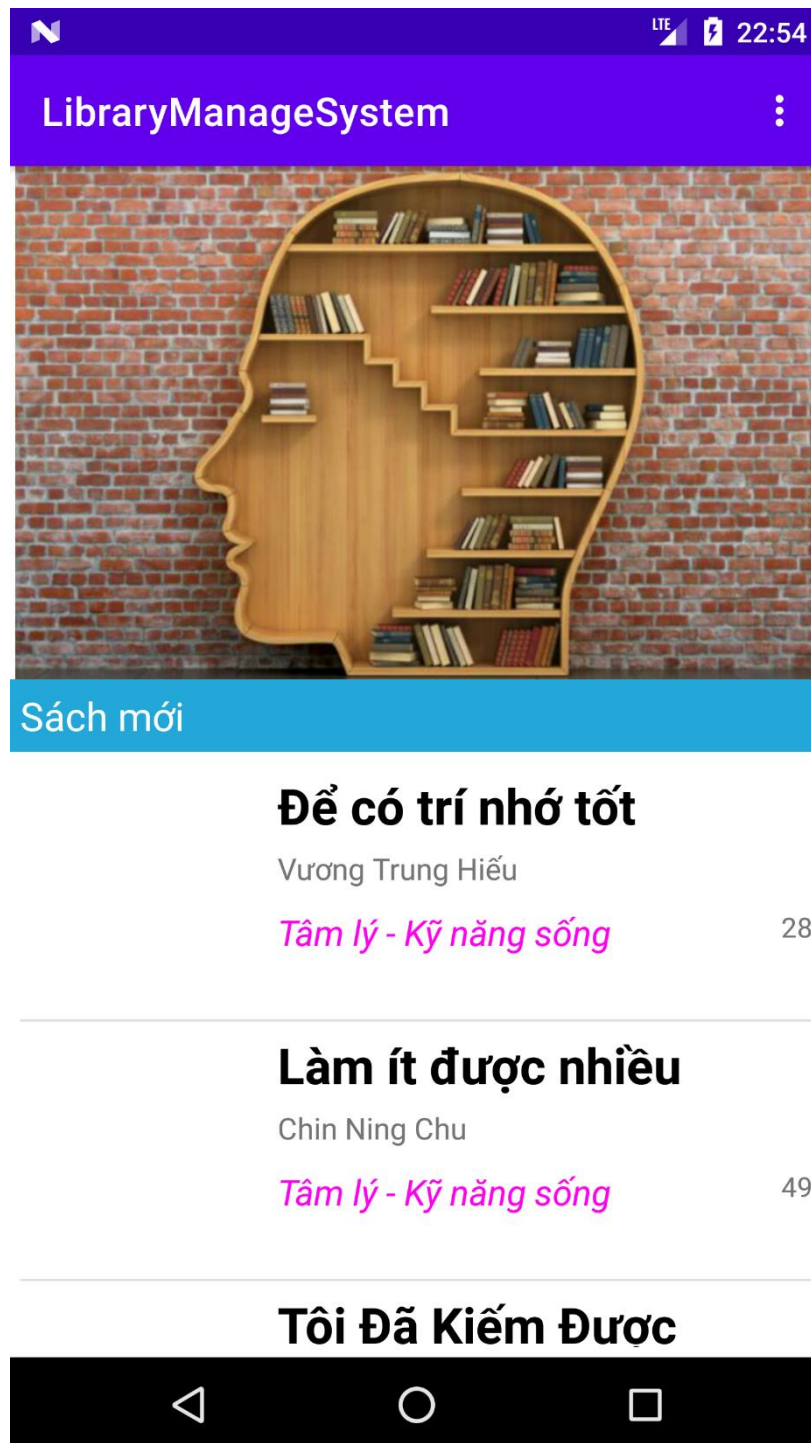 LTE 22:54
LibraryManageSystem
Sách mới
Để có trí nhớ tốt
Vương Trung Hiếu
Tâm lý - Kỹ năng sống 28
Làm ít được nhiều
Chin Ning Chu
Tâm lý - Kỹ năng sống 49
Tôi Đã Kiếm Được